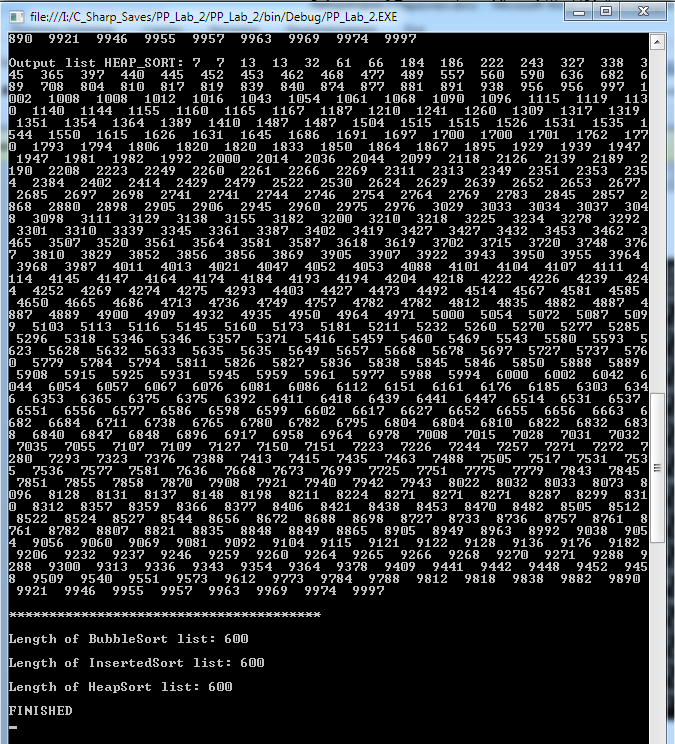 file:///I:/C_Sharp_Saves/PP_Lab_2/PP_Lab_2/bin/Debug/PP_Lab_2.EXE
890  9921  9946  9955  9957  9963  9969  9974  9997
Output list HEAP_SORT: 7  7  13  13  32  61  66  184  186  222  243  327  338  3
45  365  397  440  445  452  453  462  468  477  489  557  560  590  636  682  6
89  708  804  810  817  819  839  840  874  877  881  891  938  956  956  997  1
002  1008  1008  1012  1016  1043  1054  1061  1068  1090  1096  1115  1119  113
0  1140  1144  1155  1160  1165  1167  1187  1210  1241  1260  1309  1317  1319
 1351  1354  1364  1389  1410  1487  1487  1504  1515  1515  1526  1531  1535  1
544  1550  1615  1626  1631  1645  1686  1691  1697  1700  1700  1701  1762  177
0  1793  1794  1806  1820  1820  1833  1850  1864  1867  1895  1929  1939  1947
 1947  1981  1982  1992  2000  2014  2036  2044  2099  2118  2126  2139  2189  2
190  2208  2223  2249  2260  2261  2266  2269  2311  2313  2349  2351  2353  235
4  2384  2402  2414  2429  2479  2522  2530  2624  2629  2639  2652  2653  2677
 2685  2697  2698  2741  2741  2744  2746  2754  2764  2769  2783  2845  2857  2
868  2880  2898  2905  2906  2945  2960  2975  2976  3029  3033  3034  3037  304
8  3098  3111  3129  3138  3155  3182  3200  3210  3218  3225  3234  3278  3292
 3301  3310  3339  3345  3361  3387  3402  3419  3427  3427  3432  3453  3462  3
465  3507  3520  3561  3564  3581  3587  3618  3619  3702  3715  3720  3748  376
7  3810  3829  3852  3856  3856  3869  3905  3907  3922  3943  3950  3955  3964
 3968  3987  4011  4013  4021  4047  4052  4053  4088  4101  4104  4107  4111  4
114  4145  4147  4164  4174  4184  4193  4194  4204  4218  4222  4226  4239  424
4  4252  4269  4274  4275  4293  4403  4427  4473  4492  4514  4567  4581  4585
 4650  4665  4686  4713  4736  4749  4757  4782  4782  4812  4835  4882  4887  4
887  4889  4900  4909  4932  4935  4950  4964  4971  5000  5054  5072  5087  509
9  5103  5113  5116  5145  5160  5173  5181  5211  5232  5260  5270  5277  5285
 5296  5318  5346  5346  5357  5371  5416  5459  5460  5469  5543  5580  5593  5
623  5628  5632  5633  5635  5635  5649  5657  5668  5678  5697  5727  5737  576
0  5779  5784  5794  5811  5826  5827  5836  5838  5845  5846  5850  5888  5889
 5908  5915  5925  5931  5945  5959  5961  5977  5988  5994  6000  6002  6042  6
044  6054  6057  6067  6076  6081  6086  6112  6151  6161  6176  6185  6303  634
6  6353  6365  6375  6375  6392  6411  6418  6439  6441  6447  6514  6531  6537
 6551  6556  6577  6586  6598  6599  6602  6617  6627  6652  6655  6656  6663  6
682  6684  6711  6738  6765  6780  6782  6795  6804  6804  6810  6822  6832  683
8  6840  6847  6848  6896  6917  6958  6964  6978  7008  7015  7028  7031  7032
 7035  7055  7107  7109  7127  7150  7151  7223  7226  7244  7257  7271  7272  7
280  7293  7323  7376  7388  7413  7415  7435  7463  7488  7505  7517  7531  753
5  7536  7577  7581  7636  7668  7673  7699  7725  7751  7775  7779  7843  7845
 7851  7855  7858  7870  7908  7921  7940  7942  7943  8022  8032  8033  8073  8
096  8128  8131  8137  8148  8198  8211  8224  8271  8271  8271  8287  8299  831
0  8312  8357  8359  8366  8377  8406  8421  8438  8453  8470  8482  8505  8512
 8522  8524  8527  8544  8656  8672  8688  8698  8727  8733  8736  8757  8761  8
761  8782  8807  8821  8835  8848  8849  8865  8905  8949  8963  8992  9038  905
4  9056  9060  9069  9081  9092  9104  9115  9121  9122  9128  9136  9176  9182
 9206  9232  9237  9246  9259  9260  9264  9265  9266  9268  9270  9271  9288  9
288  9300  9313  9336  9343  9354  9364  9378  9409  9441  9442  9448  9452  945
8  9509  9540  9551  9573  9612  9773  9784  9788  9812  9818  9838  9882  9890
 9921  9946  9955  9957  9963  9969  9974  9997
***************************************
Length of BubbleSort list: 600
Length of InsertedSort list: 600
Length of HeapSort list: 600
FINISHED